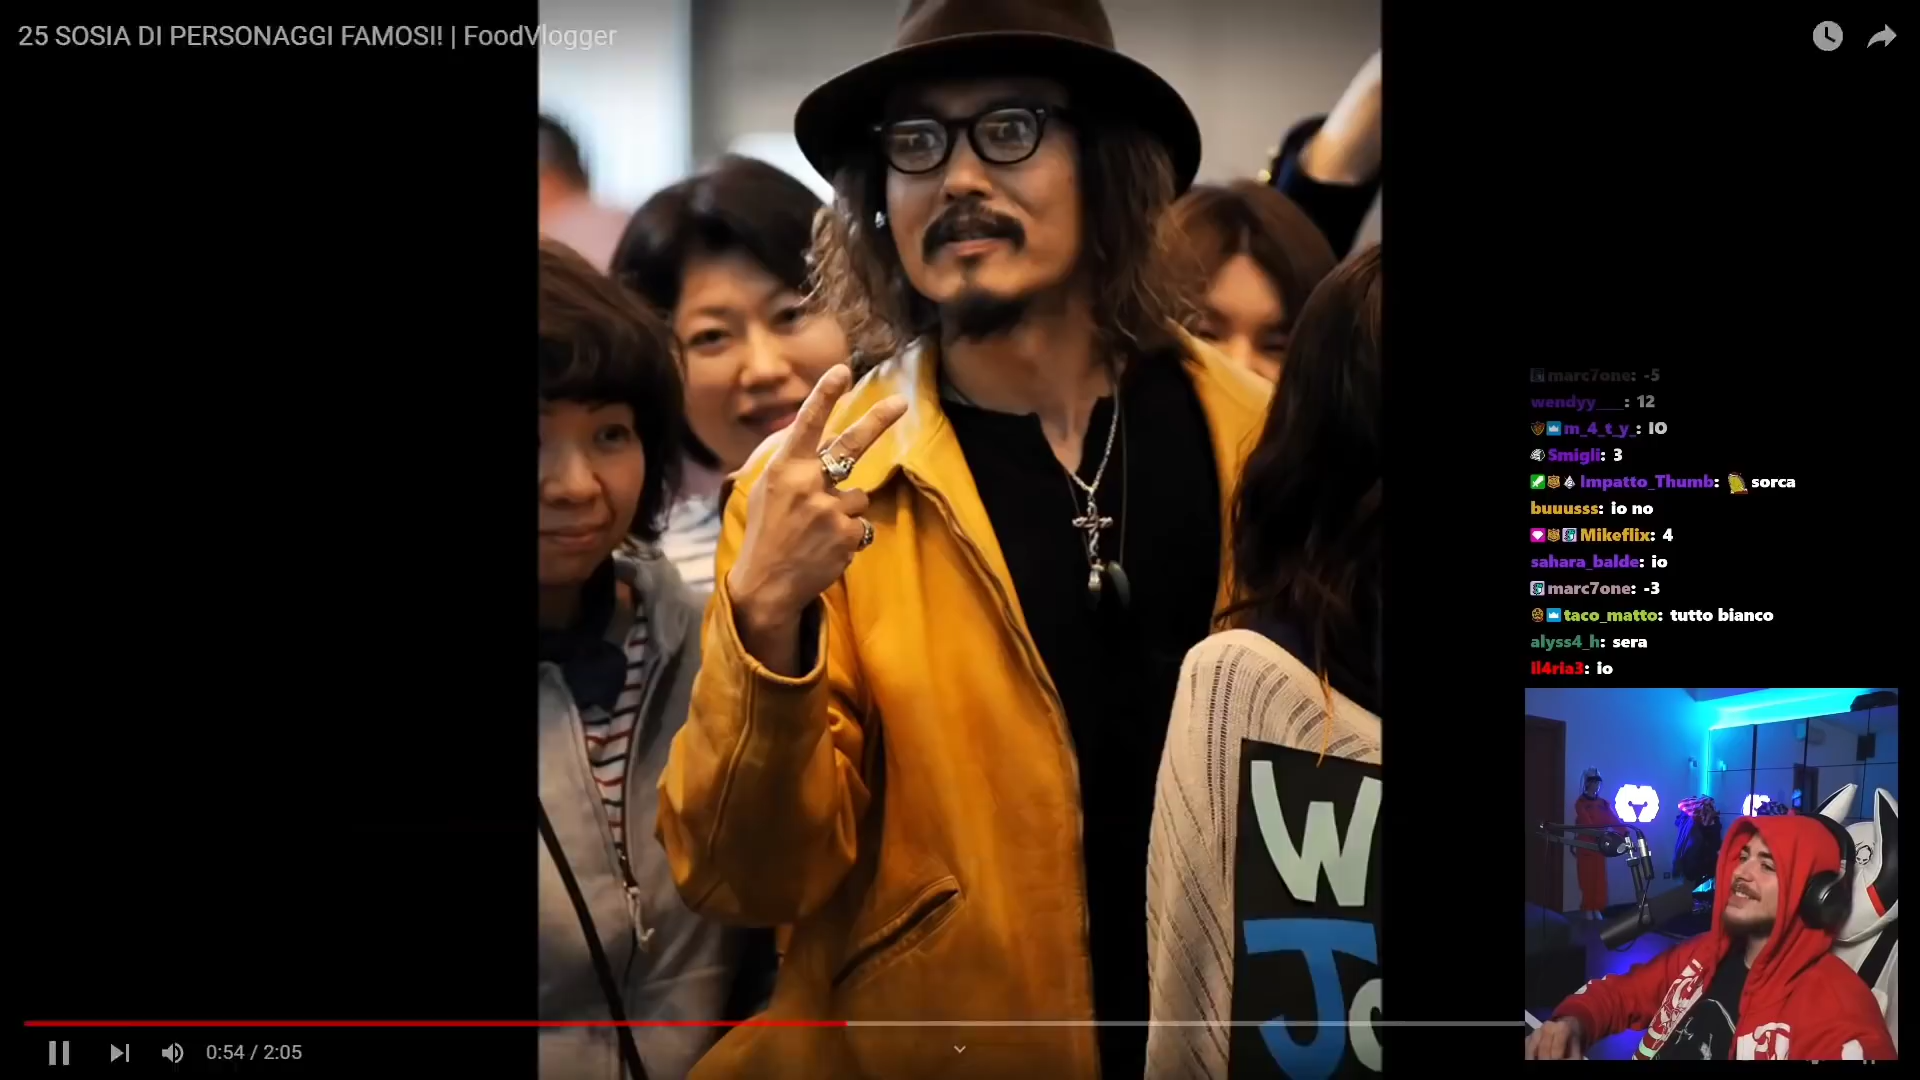 25 SOSIA DI PERSONAGGI FAMOSI! | FoodVlogger
marc7one: -5
wendyy___: 12
m_4_t_y_: IO
Smigli: 3
Impatto_Thumb: sorca
buuusss: io no
Mikeflix: 4
sahara_balde: io
marc7one: -3
taco_matto: tutto bianco
alyss4_h: sera
il4ria3: io
W
J
0:54 / 2:05